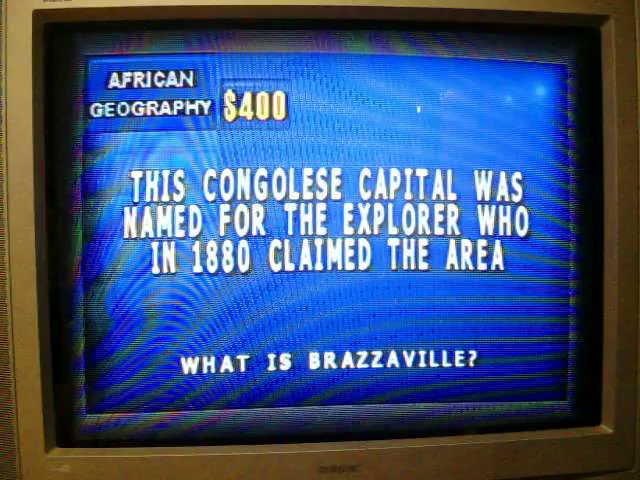 AFRICAN
GEOGRAPHY $400
THIS CONGOLESE CAPITAL WAS
NAMED FOR THE EXPLORER WHO
IN 1880 CLAIMED THE AREA
WHAT IS BRAZZAVILLE?